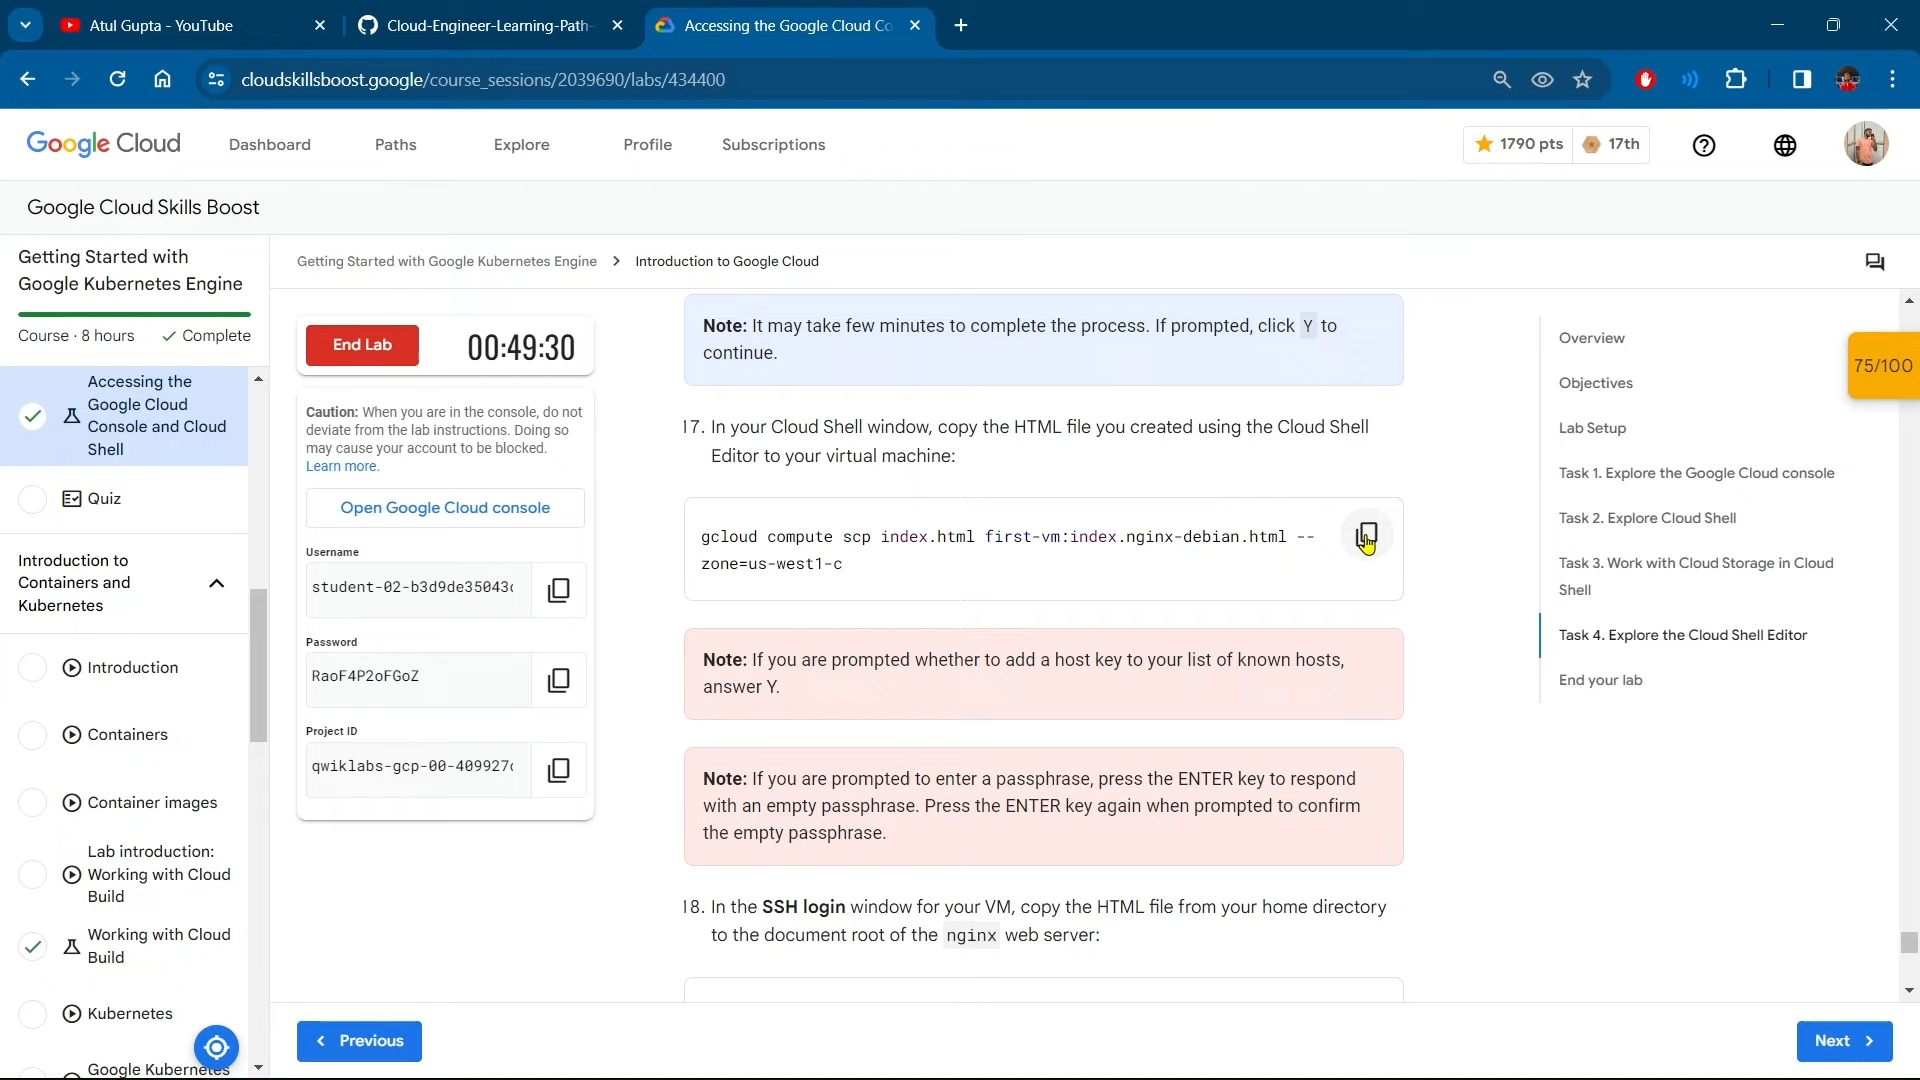 Atul Gupta - YouTube
Cloud-Engineer-Learning-Path-
Accessing the Google Cloud Co
cloudskillsboost.google/course_sessions/2039690/labs/434400
Google Cloud
Dashboard
Paths
Explore
Profile
Subscriptions
1790 pts
17th
Google Cloud Skills Boost
Getting Started with
Google Kubernetes Engine
Course · 8 hours
Complete
Accessing the
Google Cloud
Console and Cloud
Shell
Quiz
Introduction to
Containers and
Kubernetes
Introduction
Containers
Container images
Lab introduction:
Working with Cloud
Build
Working with Cloud
Build
Kubernetes
Google Kubernetes
Getting Started with Google Kubernetes Engine
Introduction to Google Cloud
End Lab
00:49:30
Caution: When you are in the console, do not
deviate from the lab instructions. Doing so
may cause your account to be blocked.
Learn more.
Open Google Cloud console
Username
student-02-b3d9de35043
Password
RaoF4P2oFGoZ
Project ID
qwiklabs-gcp-00-409927
Note: It may take few minutes to complete the process. If prompted, click Y to
continue.
17. In your Cloud Shell window, copy the HTML file you created using the Cloud Shell
Editor to your virtual machine:
gcloud compute scp index.html first-vm:index.nginx-debian.html --
zone=us-west1-c
Note: If you are prompted whether to add a host key to your list of known hosts,
answer Y.
Note: If you are prompted to enter a passphrase, press the ENTER key to respond
with an empty passphrase. Press the ENTER key again when prompted to confirm
the empty passphrase.
18. In the SSH login window for your VM, copy the HTML file from your home directory
to the document root of the nginx web server:
Overview
Objectives
Lab Setup
Task 1. Explore the Google Cloud console
Task 2. Explore Cloud Shell
Task 3. Work with Cloud Storage in Cloud
Shell
Task 4. Explore the Cloud Shell Editor
End your lab
75/100
Previous
Next